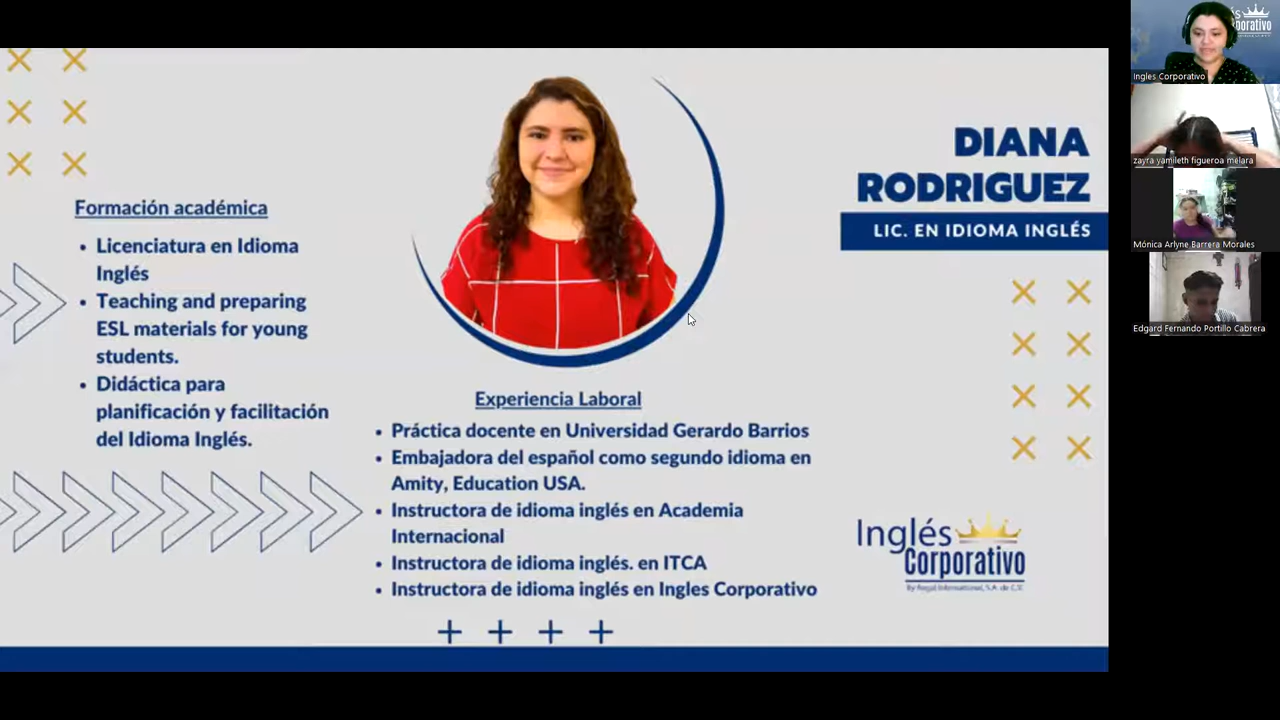 DIANA
RODRIGUEZ
LIC. EN IDIOMA INGLÉS
Formación académica
• Licenciatura en Idioma
Inglés
• Teaching and preparing
ESL materials for young
students.
• Didáctica para
planificación y facilitación
del Idioma Inglés.
Experiencia Laboral
• Práctica docente en Universidad Gerardo Barrios
• Embajadora del español como segundo idioma en
Amity, Education USA.
• Instructora de idioma inglés en Academia
Internacional
• Instructora de idioma inglés. en ITCA
• Instructora de idioma inglés en Ingles Corporativo
Inglés
Corporativo
By Regal International, S.A. de C.V.
Ingles Corporativo
zayra yamileth figueroa melara
Mónica Arlyne Barrera Morales
Edgard Fernando Portillo Cabrera